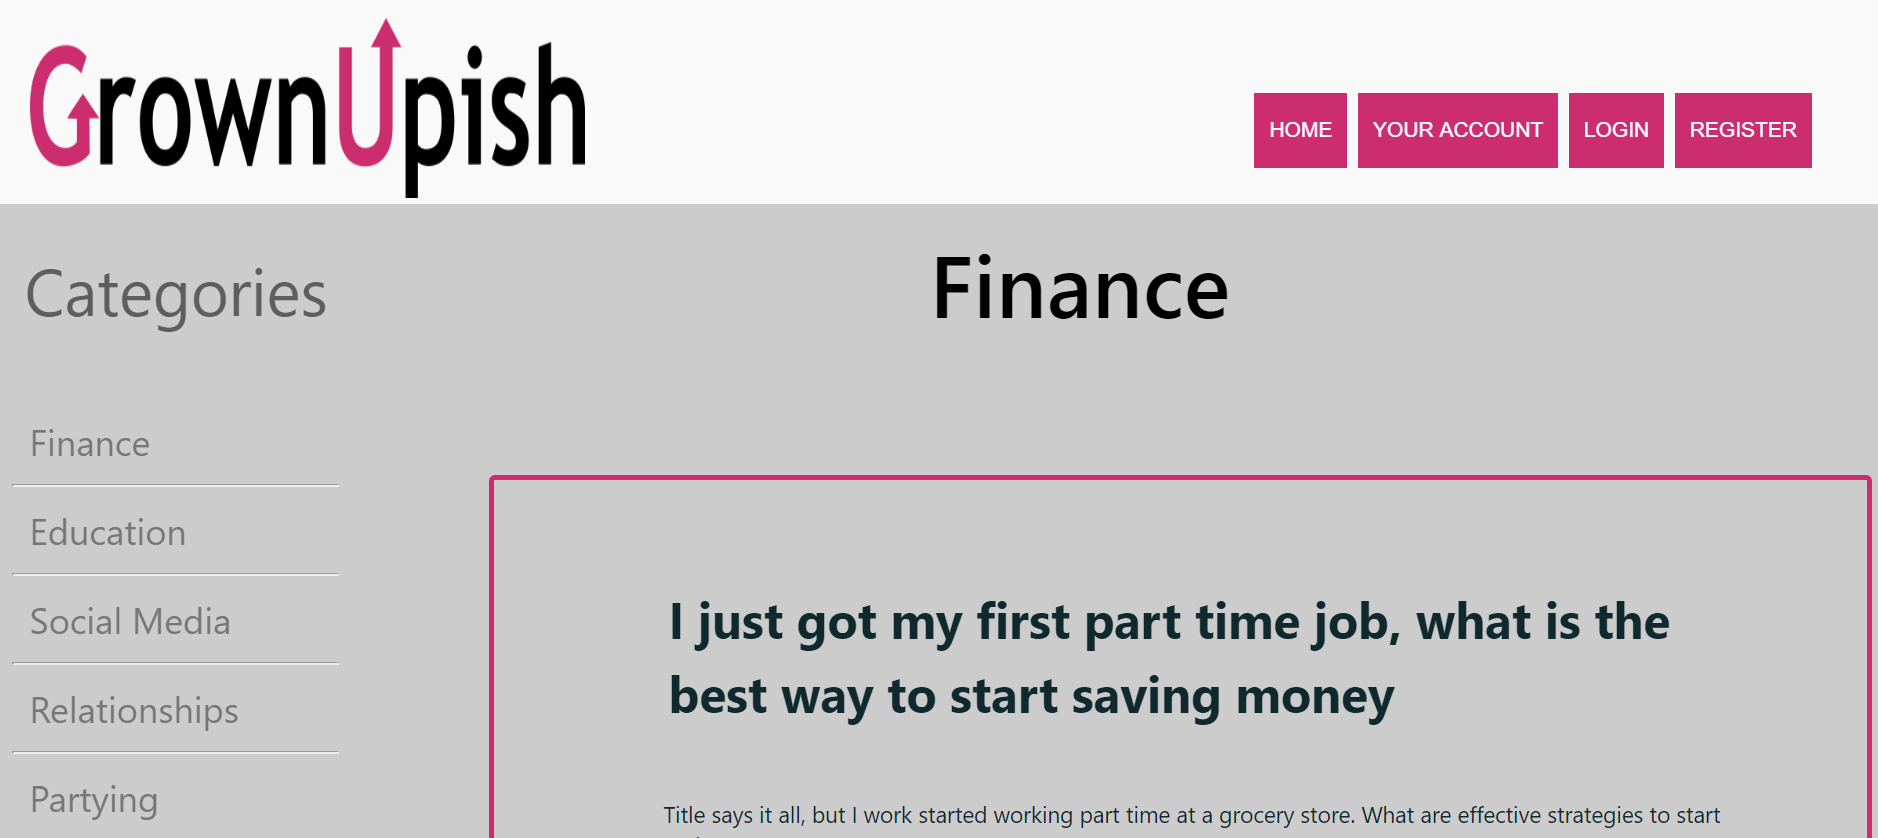 GrownUpish
HOME YOUR ACCOUNT LOGIN REGISTER
Categories
Finance
Education
Social Media
Relationships
Partying
Finance
I just got my first part time job, what is the
best way to start saving money
Title says it all, but I work started working part time at a grocery store. What are effective strategies to start